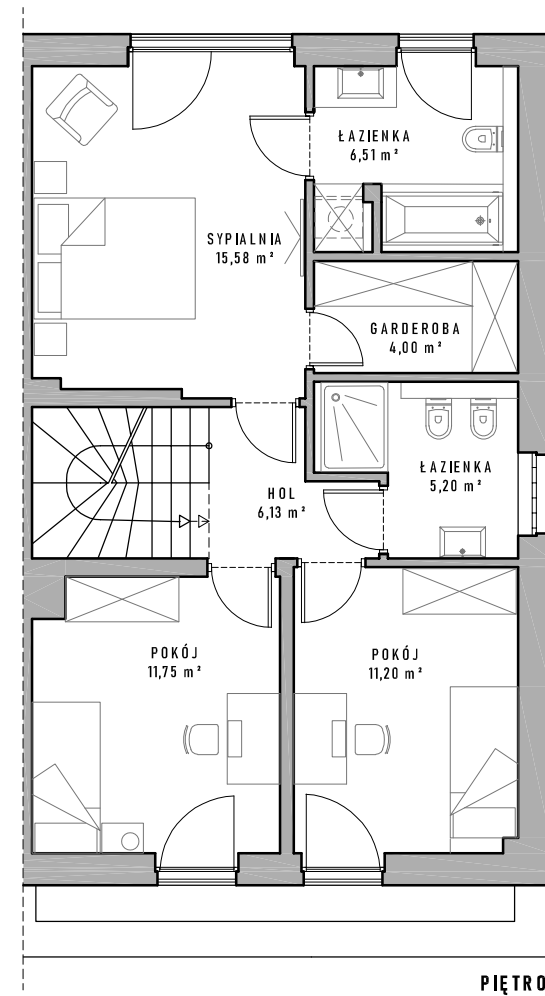 ŁAZIENKA
6,51 m²
SYPIALNIA
15,58 m²
GARDEROBA
4,00 m²
ŁAZIENKA
5,20 m²
HOL
6,13 m²
POKÓJ
11,75 m²
POKÓJ
11,20 m²
PIĘTRO